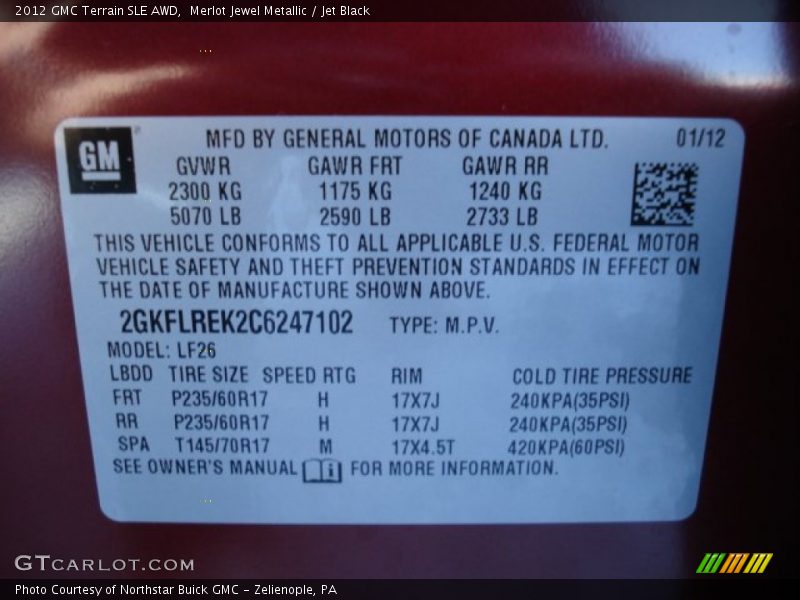 2012 GMC Terrain SLE AWD,  Merlot Jewel Metallic / Jet Black
GM
MFD BY GENERAL MOTORS OF CANADA LTD. 01/12
GVWR GAWR FRT GAWR RR
2300 KG 1175 KG 1240 KG
5070 LB 2590 LB 2733 LB
THIS VEHICLE CONFORMS TO ALL APPLICABLE U.S. FEDERAL MOTOR
VEHICLE SAFETY AND THEFT PREVENTION STANDARDS IN EFFECT ON
THE DATE OF MANUFACTURE SHOWN ABOVE.
2GKFLREK2C6247102 TYPE: M.P.V.
MODEL: LF26
LBDD TIRE SIZE SPEED RTG RIM COLD TIRE PRESSURE
FRT P235/60R17 H 17X7J 240KPA(35PSI)
RR P235/60R17 H 17X7J 240KPA(35PSI)
SPA T145/70R17 M 17X4.5T 420KPA(60PSI)
SEE OWNER'S MANUAL FOR MORE INFORMATION.
GTCARLOT.COM
Photo Courtesy of Northstar Buick GMC - Zelienople, PA